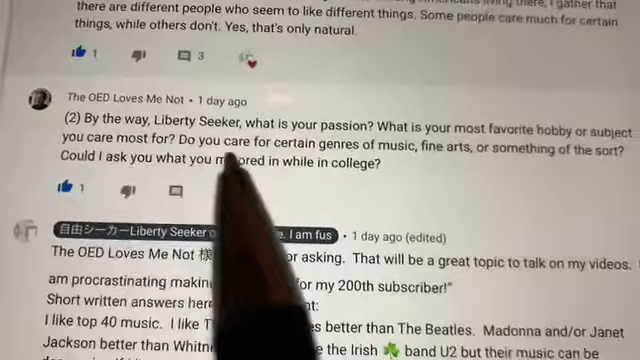 there are different people who seem to like different things. Some people care much for certain
things, while others don't. Yes, that's only natural.
1 3
The OED Loves Me Not • 1 day ago
(2) By the way, Liberty Seeker, what is your passion? What is your most favorite hobby or subject
you care most for? Do you care for certain genres of music, fine arts, or something of the sort?
Could I ask you what you ored in while in college?
1
自由シーカーLiberty Seeker I am fus • 1 day ago (edited)
The OED Loves Me Not 様 or asking. That will be a great topic to talk on my videos.
am procrastinating makin for my 200th subscriber!"
Short written answers here
I like top 40 music. I like better than The Beatles. Madonna and/or Janet
Jackson better than Whitn the Irish ☘ band U2 but their music can be